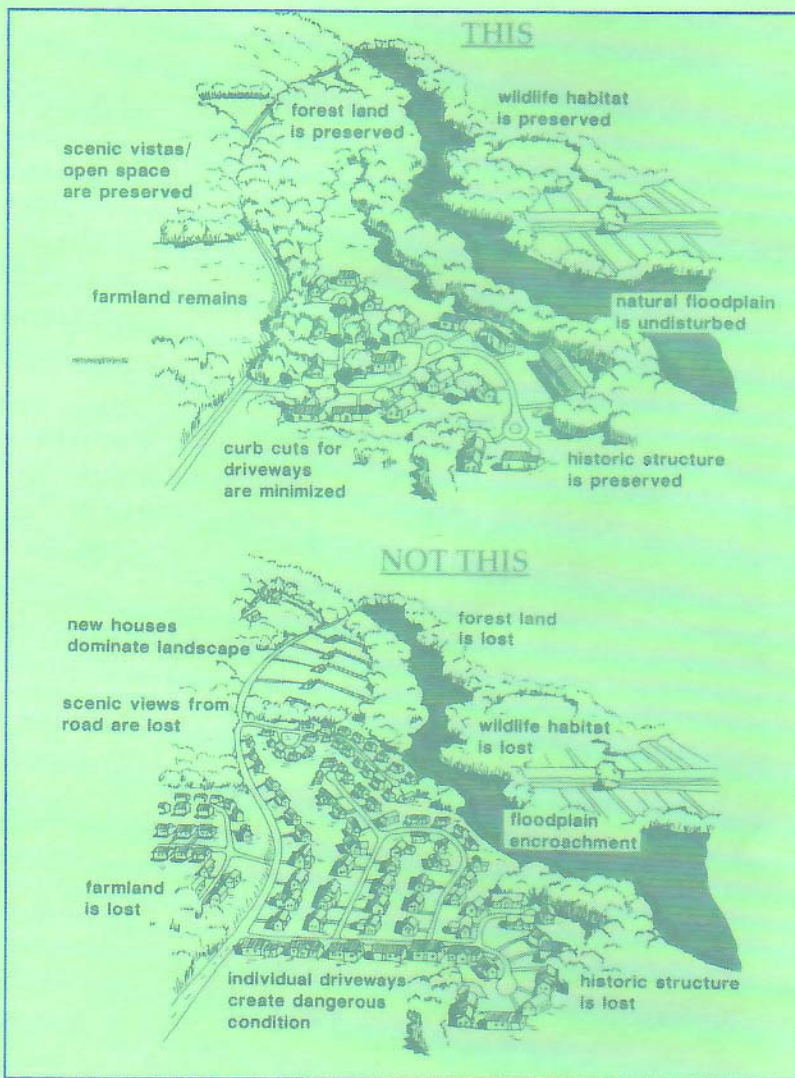 THIS
forest land
is preserved
wildlife habitat
is preserved
scenic vistas/
open space
are preserved
farmland remains
natural floodplain
is undisturbed
curb cuts for
driveways
are minimized
historic structure
is preserved
NOT THIS
new houses
dominate landscape
forest land
is lost
scenic views from
road are lost
wildlife habitat
is lost
floodplain
encroachment
farmland
is lost
individual driveways
create dangerous
condition
historic structure
is lost